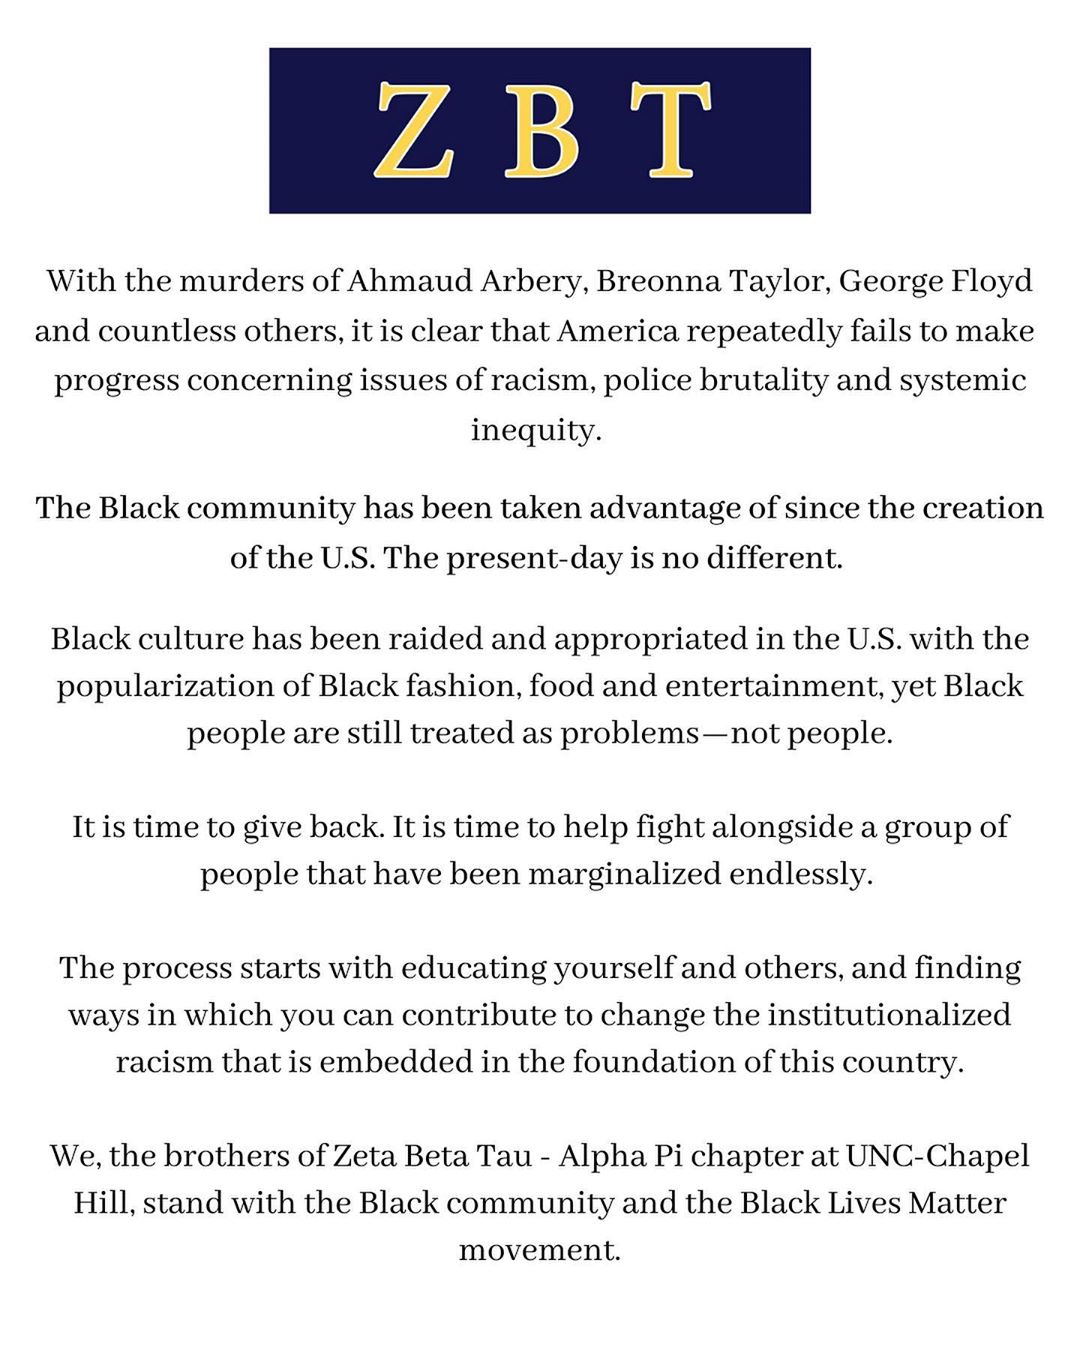 Z B T
With the murders of Ahmaud Arbery, Breonna Taylor, George Floyd
and countless others, it is clear that America repeatedly fails to make
progress concerning issues of racism, police brutality and systemic
inequity.
The Black community has been taken advantage of since the creation
of the U.S. The present-day is no different.
Black culture has been raided and appropriated in the U.S. with the
popularization of Black fashion, food and entertainment, yet Black
people are still treated as problems—not people.
It is time to give back. It is time to help fight alongside a group of
people that have been marginalized endlessly.
The process starts with educating yourself and others, and finding
ways in which you can contribute to change the institutionalized
racism that is embedded in the foundation of this country.
We, the brothers of Zeta Beta Tau - Alpha Pi chapter at UNC-Chapel
Hill, stand with the Black community and the Black Lives Matter
movement.